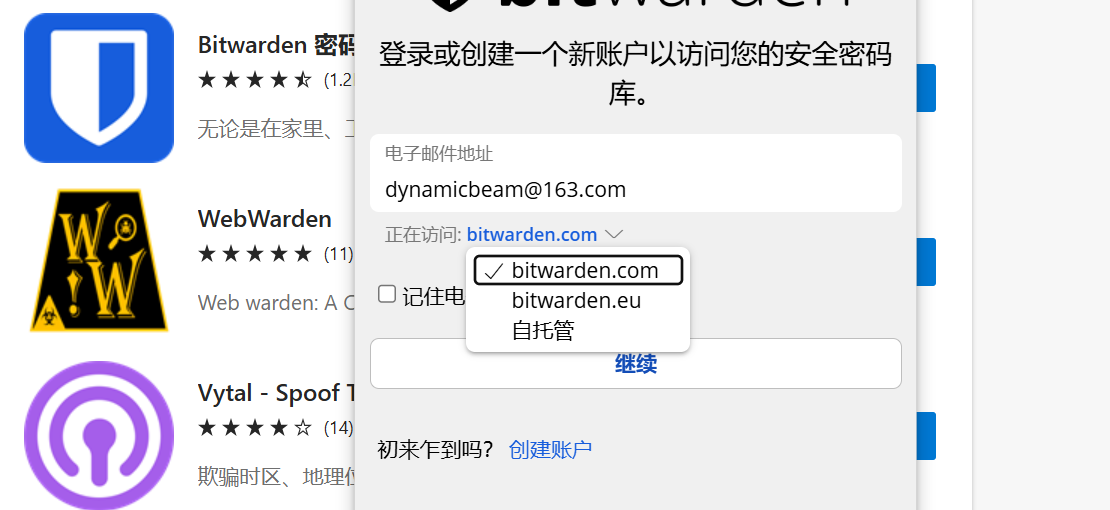 bitwarden
登录或创建一个新账户以访问您的安全密码
库。
电子邮件地址
dynamicbeam@163.com
正在访问: bitwarden.com
bitwarden.com
bitwarden.eu
自托管
记住电
继续
初来乍到吗? 创建账户
Bitwarden 密码
(1.2
无论是在家里、
WebWarden
(11)
Web warden: A C
Vytal - Spoof T
(14)
欺骗时区、地理位